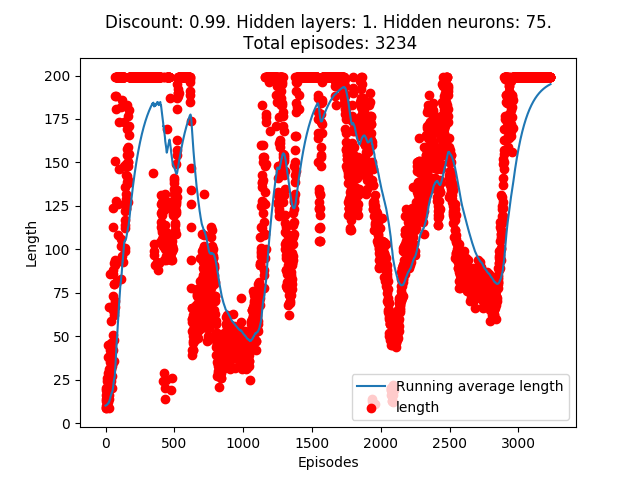 Discount: 0.99. Hidden layers: 1. Hidden neurons: 75.
Total episodes: 3234
200
175
150
125
100
75
50
25
0
Length
0 500 1000 1500 2000 2500 3000
Episodes
Running average length
length